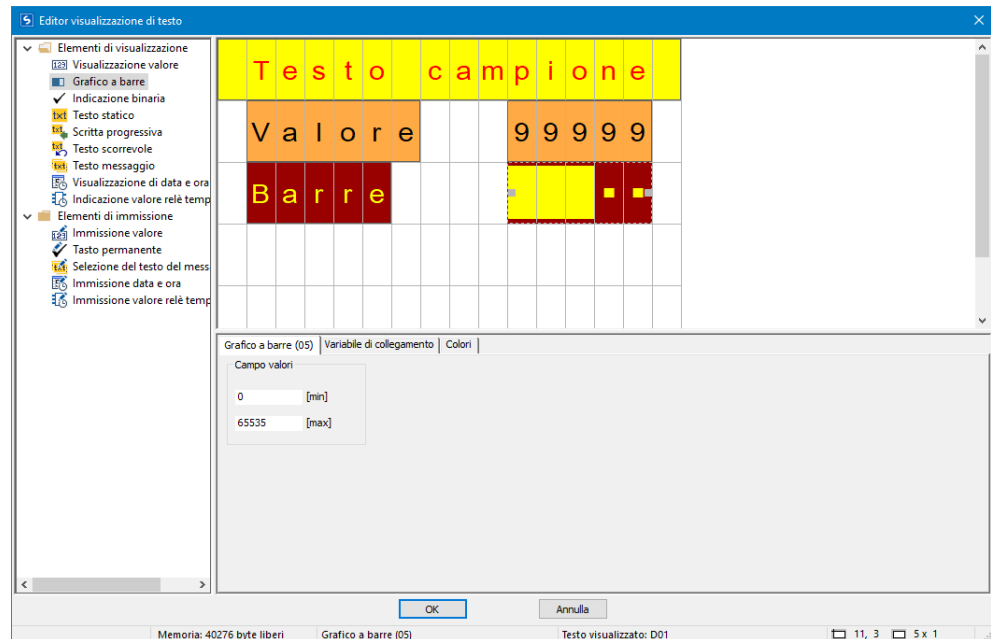 Editor visualizzazione di testo
Elementi di visualizzazione
Visualizzazione valore
Grafico a barre
Indicazione binaria
Testo statico
Scritta progressiva
Testo scorrevole
Testo messaggio
Visualizzazione di data e ora
Indicazione valore relè temp
Elementi di immissione
Immissione valore
Tasto permanente
Selezione del testo del mess
Immissione data e ora
Immissione valore relè temp
Testo campione
Valore 99999
Barre
Grafico a barre (05) Variabile di collegamento Colori
Campo valori
0 [min]
65535 [max]
OK Annulla
Memoria: 40276 byte liberi Grafico a barre (05) Testo visualizzato: D01 11, 3 5 x 1